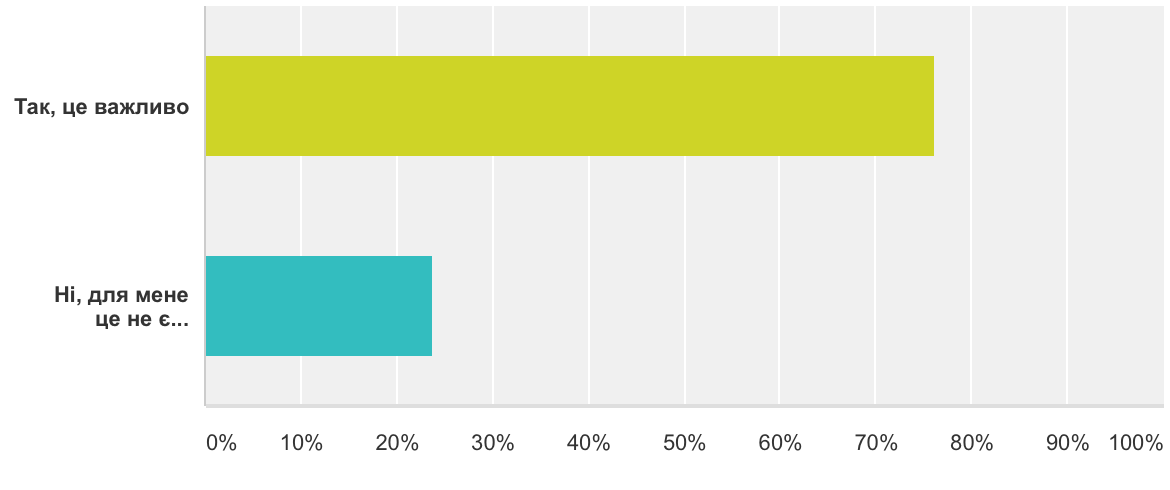 Так, це важливо
Ні, для мене
це не є...
0% 10% 20% 30% 40% 50% 60% 70% 80% 90% 100%